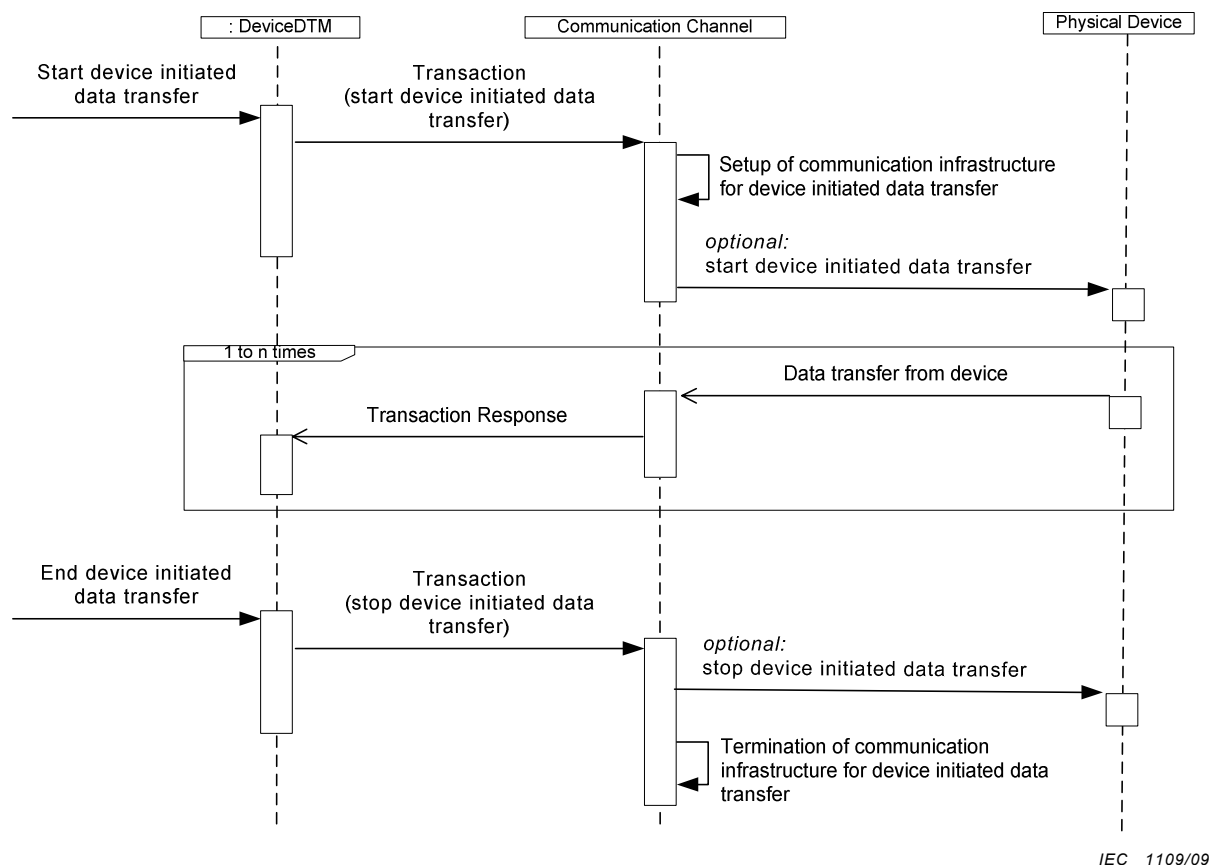 : DeviceDTM
Communication Channel
Physical Device
Start device initiated
data transfer
Transaction
(start device initiated data
transfer)
Setup of communication infrastructure
for device initiated data transfer
optional:
start device initiated data transfer
1 to n times
Data transfer from device
Transaction Response
End device initiated
data transfer
Transaction
(stop device initiated data
transfer)
optional:
stop device initiated data transfer
Termination of communication
infrastructure for device initiated data
transfer
IEC 1109/09